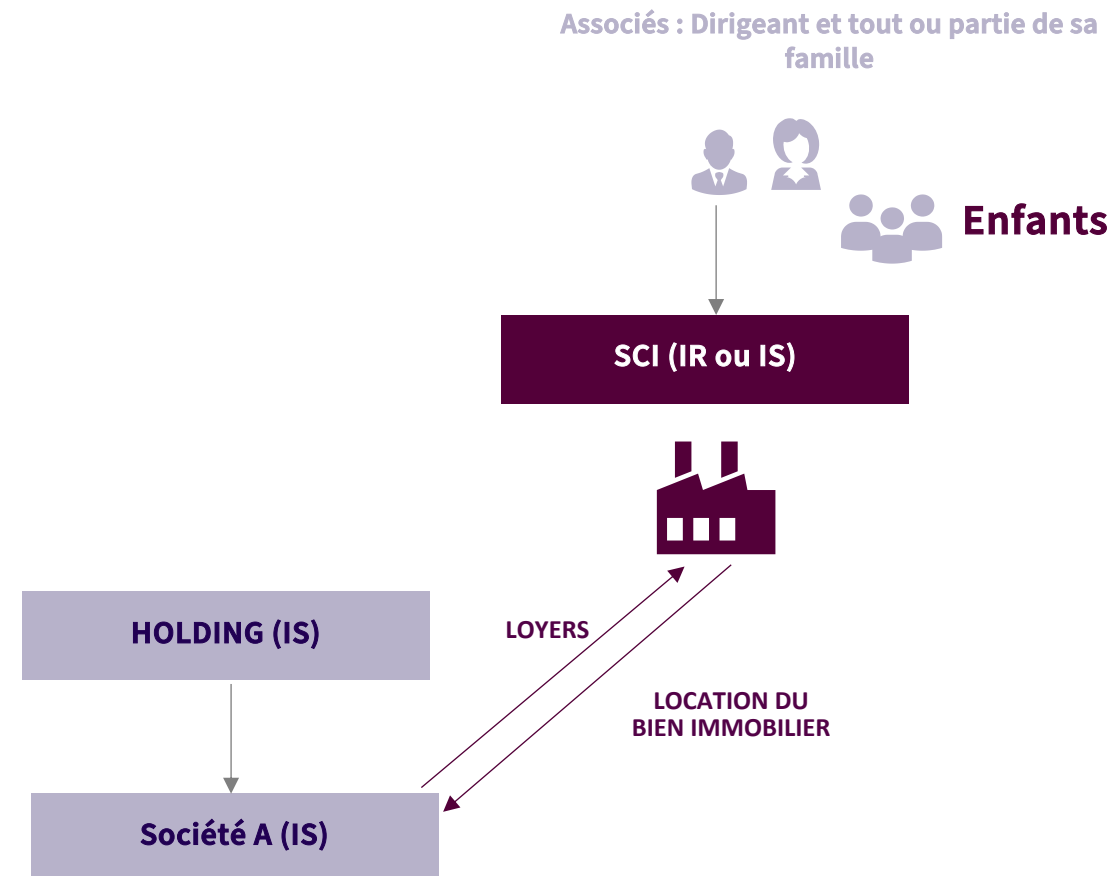 Associés : Dirigeant et tout ou partie de sa
famille
Enfants
SCI (IR ou IS)
HOLDING (IS)
LOYERS
LOCATION DU
BIEN IMMOBILIER
Société A (IS)